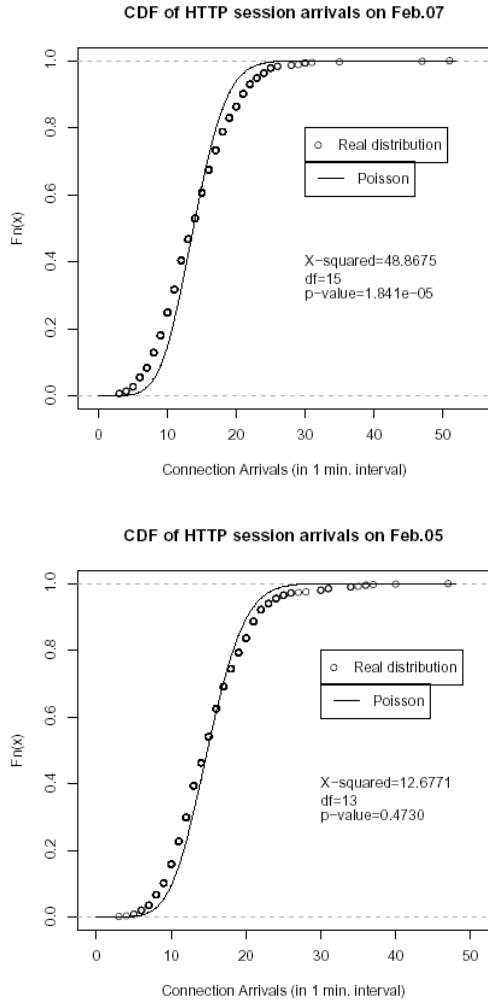 CDF of HTTP session arrivals on Feb.07
1.0
0.8
0.6
0.4
0.2
0.0
Fn(x)
Real distribution
Poisson
X-squared=48.8675
df=15
p-value=1.841e-05
0 10 20 30 40 50
Connection Arrivals (in 1 min. interval)
CDF of HTTP session arrivals on Feb.05
1.0
0.8
0.6
0.4
0.2
0.0
Fn(x)
Real distribution
Poisson
X-squared=12.6771
df=13
p-value=0.4730
0 10 20 30 40 50
Connection Arrivals (in 1 min. interval)